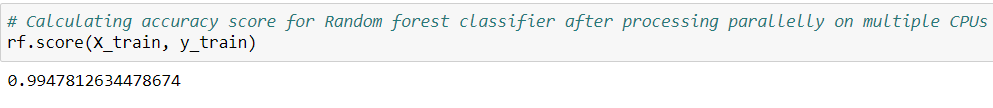 # Calculating accuracy score for Random forest classifier after processing parallelly on multiple CPUs
rf.score(X_train, y_train)
0.9947812634478674